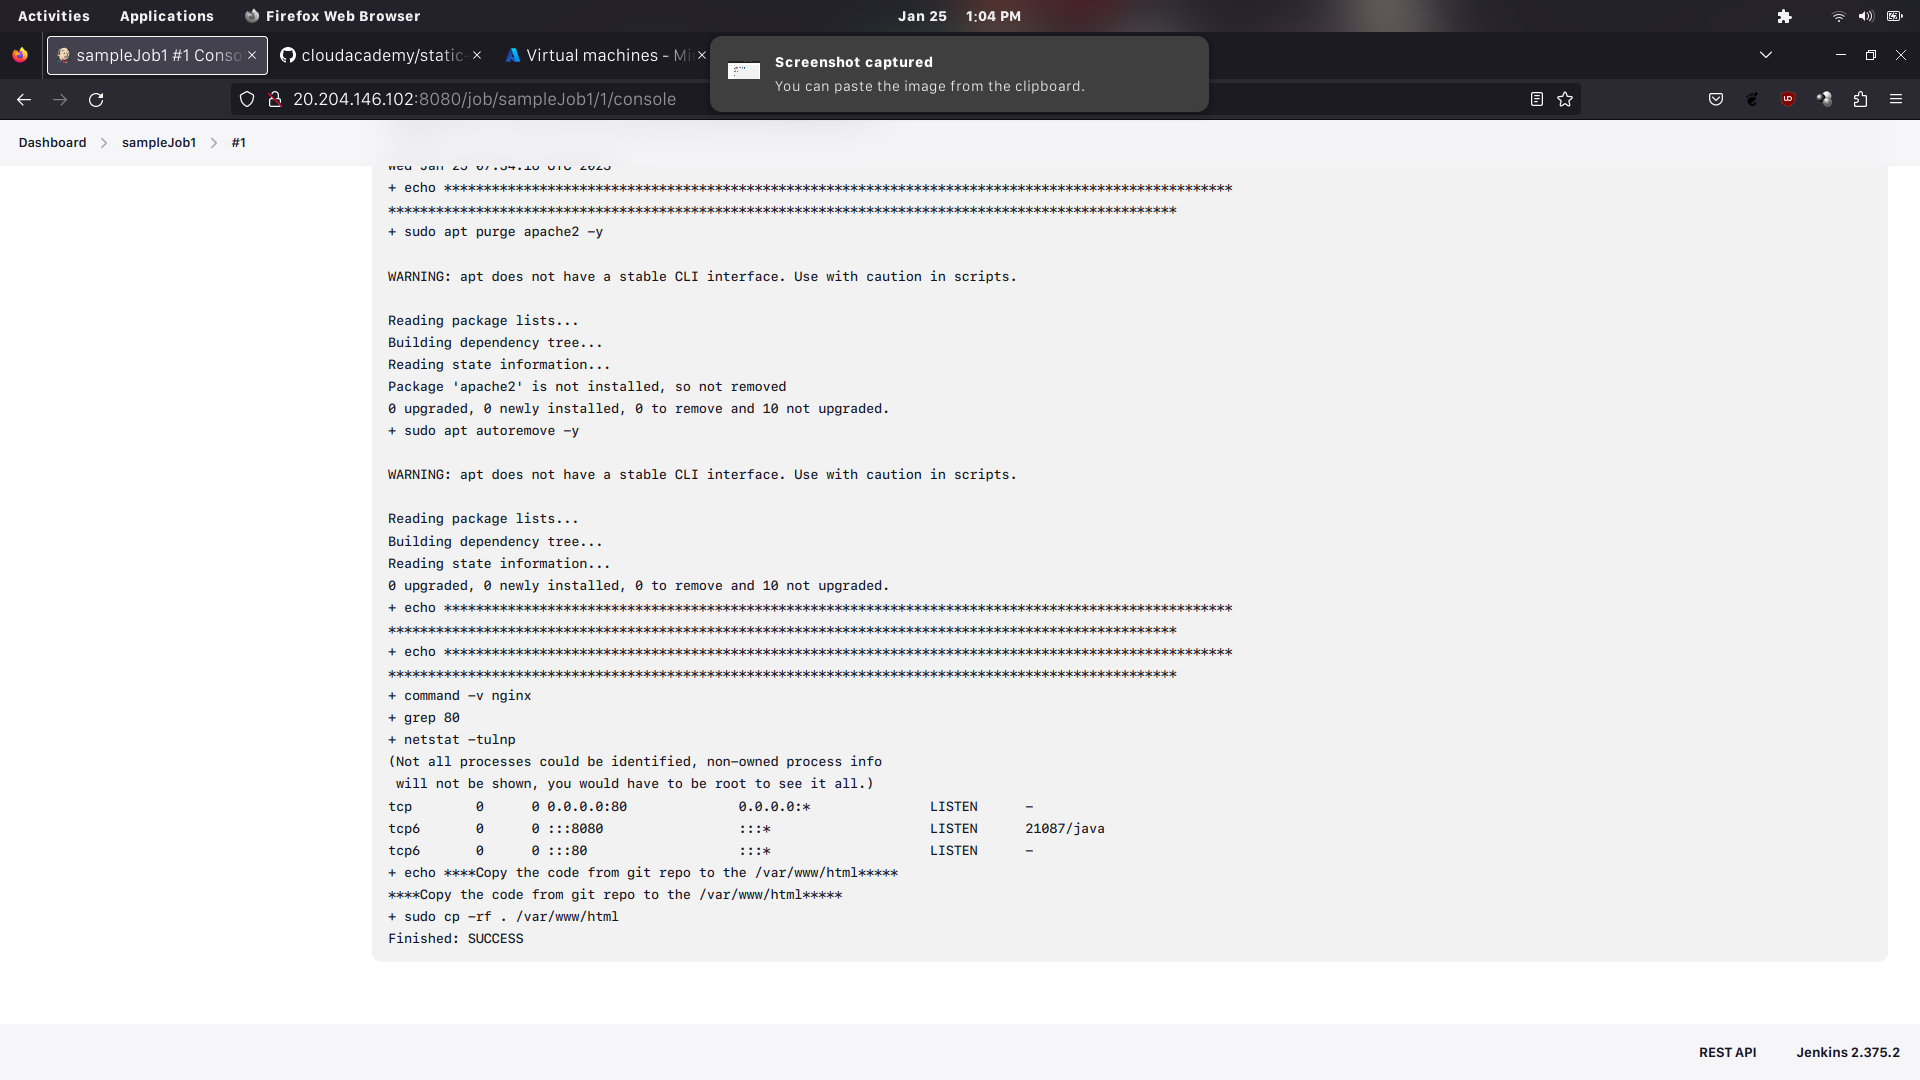 Activities Applications Firefox Web Browser Jan 25 1:04 PM
sampleJob1 #1 Conso cloudacademy/static- Virtual machines - Mi
Screenshot captured
You can paste the image from the clipboard.
20.204.146.102:8080/job/sampleJob1/1/console
Dashboard sampleJob1 #1
+ echo ***************************************************************************************************
***************************************************************************************************
+ sudo apt purge apache2 -y
WARNING: apt does not have a stable CLI interface. Use with caution in scripts.
Reading package lists...
Building dependency tree...
Reading state information...
Package 'apache2' is not installed, so not removed
0 upgraded, 0 newly installed, 0 to remove and 10 not upgraded.
+ sudo apt autoremove -y
WARNING: apt does not have a stable CLI interface. Use with caution in scripts.
Reading package lists...
Building dependency tree...
Reading state information...
0 upgraded, 0 newly installed, 0 to remove and 10 not upgraded.
+ echo ***************************************************************************************************
***************************************************************************************************
+ echo ***************************************************************************************************
***************************************************************************************************
+ command -v nginx
+ grep 80
+ netstat -tulnp
(Not all processes could be identified, non-owned process info
will not be shown, you would have to be root to see it all.)
tcp 0 0 0.0.0.0:80 0.0.0.0:* LISTEN -
tcp6 0 0 :::8080 :::* LISTEN 21087/java
tcp6 0 0 :::80 :::* LISTEN -
+ echo ****Copy the code from git repo to the /var/www/html*****
****Copy the code from git repo to the /var/www/html*****
+ sudo cp -rf . /var/www/html
Finished: SUCCESS
REST API Jenkins 2.375.2